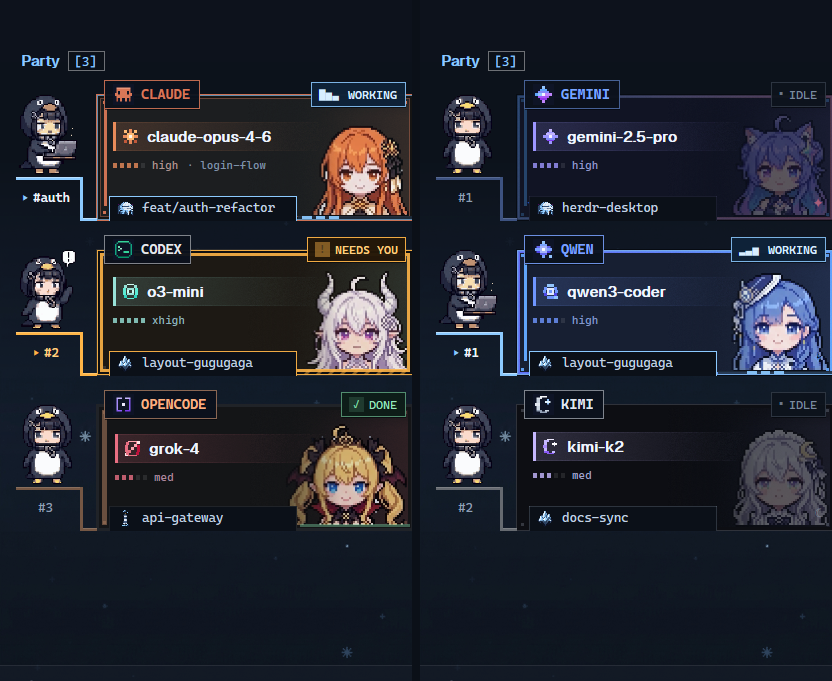 Party [3]
CLAUDE
WORKING
claude-opus-4-6
high · login-flow
▸ #auth
feat/auth-refactor
CODEX
! NEEDS YOU
o3-mini
xhigh
▸ #2
layout-gugugaga
OPENCODE
✓ DONE
grok-4
med
#3
api-gateway
Party [3]
GEMINI
• IDLE
gemini-2.5-pro
high
#1
herdr-desktop
QWEN
WORKING
qwen3-coder
high
▸ #1
layout-gugugaga
KIMI
• IDLE
kimi-k2
med
#2
docs-sync